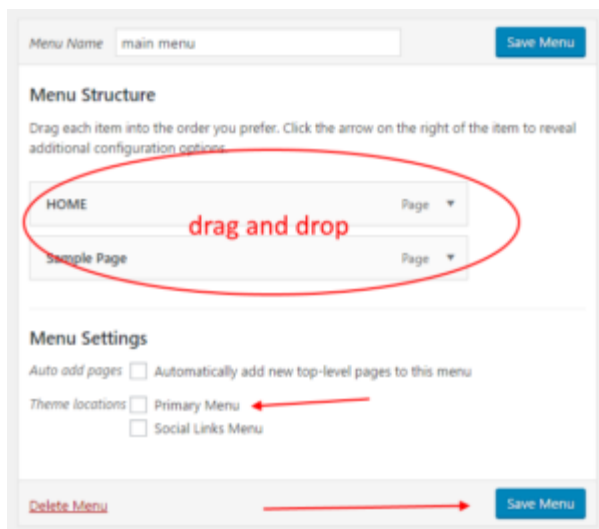 Menu Name main menu Save Menu
Menu Structure
Drag each item into the order you prefer. Click the arrow on the right of the item to reveal
additional configuration options.
HOME Page
drag and drop
Sample Page Page
Menu Settings
Auto add pages Automatically add new top-level pages to this menu
Theme locations Primary Menu
Social Links Menu
Delete Menu Save Menu